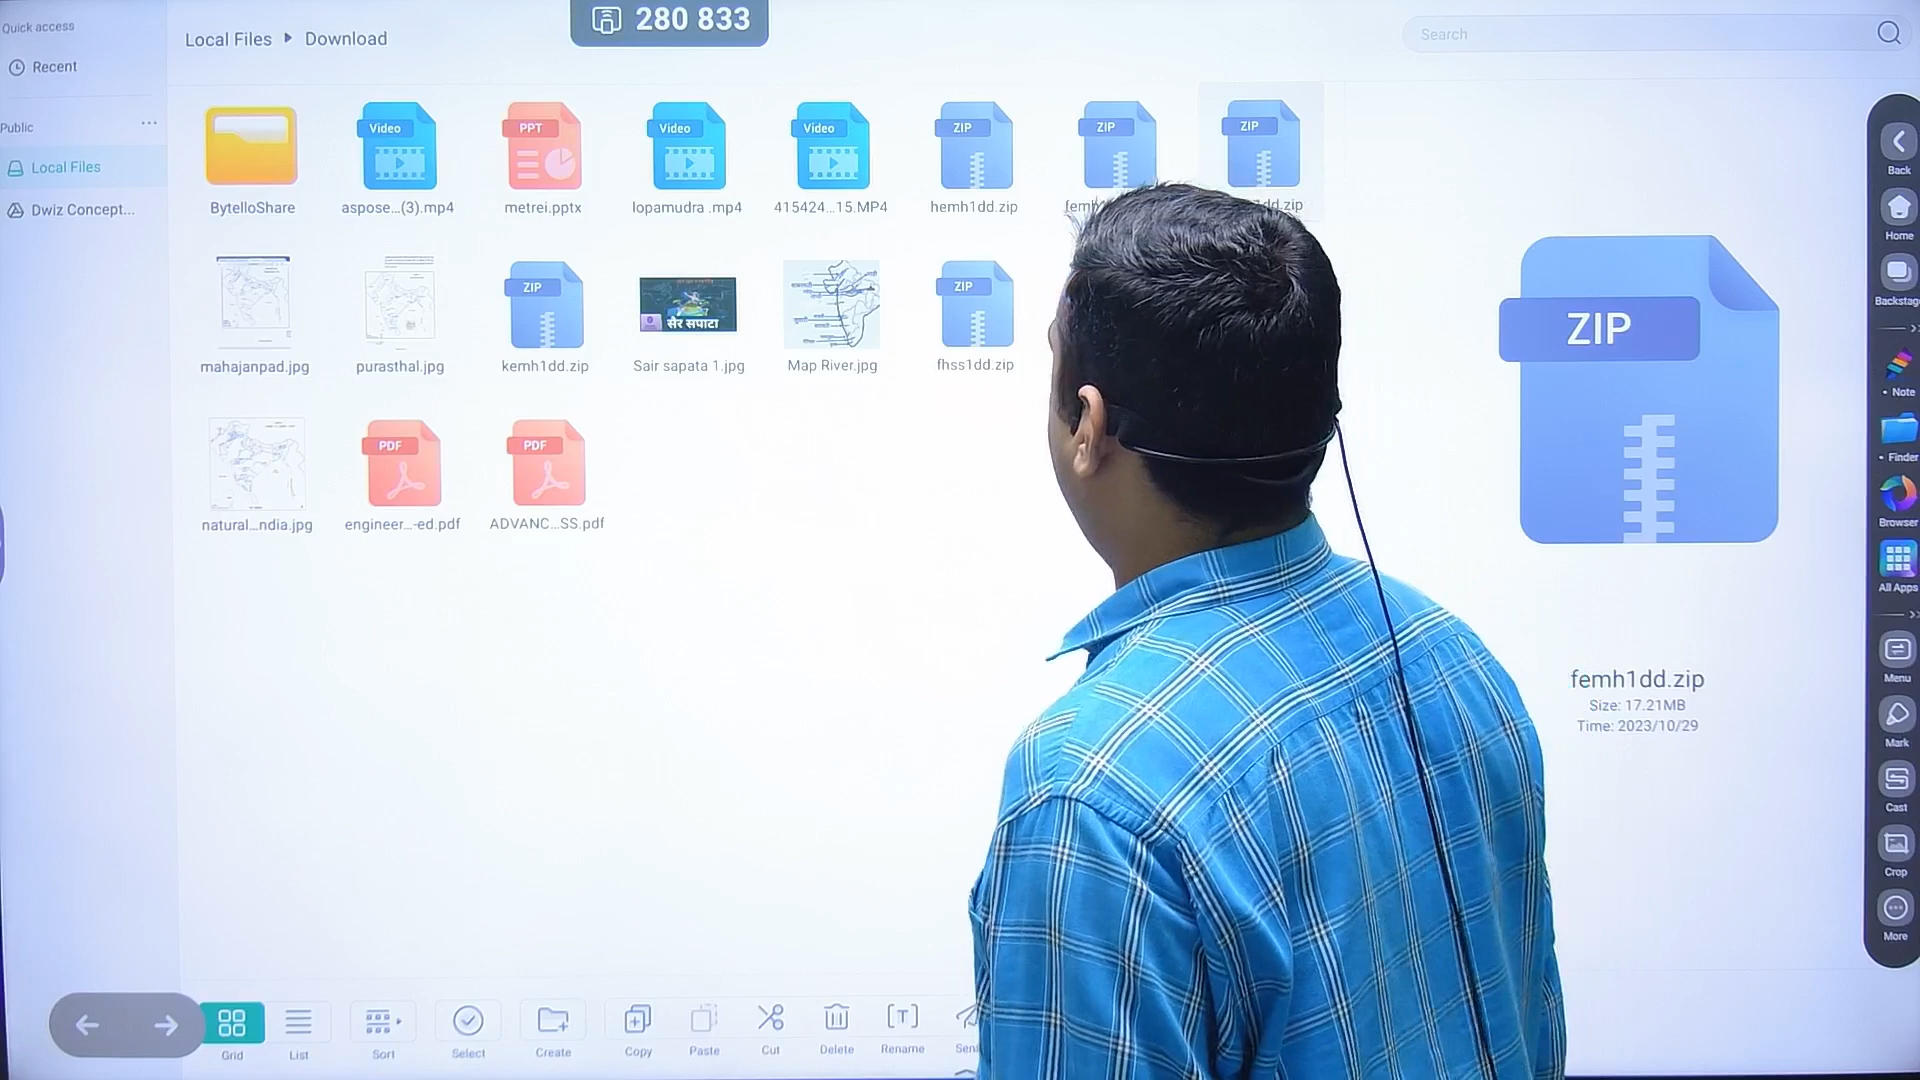 Quick access
Recent
Public
Local Files
Dwiz Concept...
Local Files
Download
280 833
Search
Video
PPT
Video
Video
ZIP
ZIP
ZIP
BytelloShare
aspose...(3).mp4
metrei.pptx
lopamudra .mp4
415424...15.MP4
hemh1dd.zip
ZIP
सैर सपाटा
ZIP
mahajanpad.jpg
purasthal.jpg
kemh1dd.zip
Sair sapata 1.jpg
Map River.jpg
fhss1dd.zip
PDF
PDF
natural...ndia.jpg
engineer...-ed.pdf
ADVANC...SS.pdf
ZIP
femh1dd.zip
Size: 17.21MB
Time: 2023/10/29
Back
Home
Backstag
Note
Finder
Browser
All Apps
Menu
Mark
Cast
Crop
More
Grid
List
Sort
Select
Create
Copy
Paste
Cut
Delete
Rename